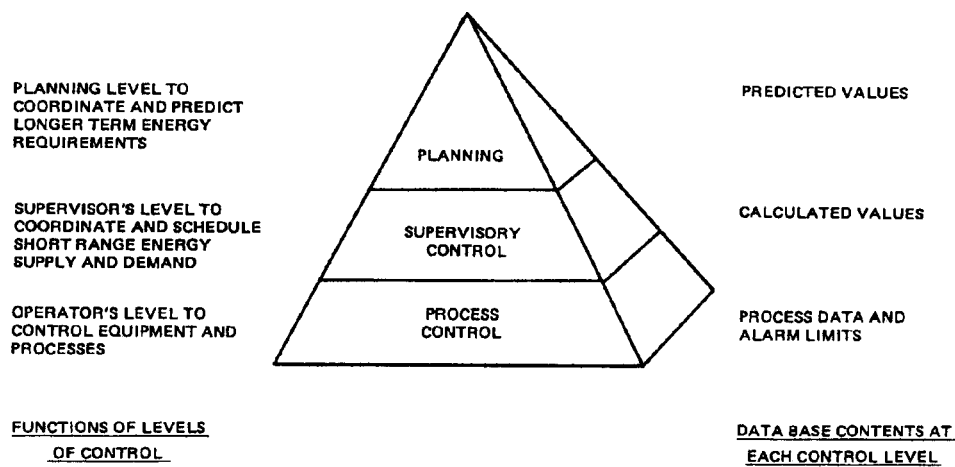 PLANNING LEVEL TO
COORDINATE AND PREDICT
LONGER TERM ENERGY
REQUIREMENTS
PLANNING
PREDICTED VALUES
SUPERVISOR'S LEVEL TO
COORDINATE AND SCHEDULE
SHORT RANGE ENERGY
SUPPLY AND DEMAND
SUPERVISORY
CONTROL
CALCULATED VALUES
OPERATOR'S LEVEL TO
CONTROL EQUIPMENT AND
PROCESSES
PROCESS
CONTROL
PROCESS DATA AND
ALARM LIMITS
FUNCTIONS OF LEVELS
OF CONTROL
DATA BASE CONTENTS AT
EACH CONTROL LEVEL